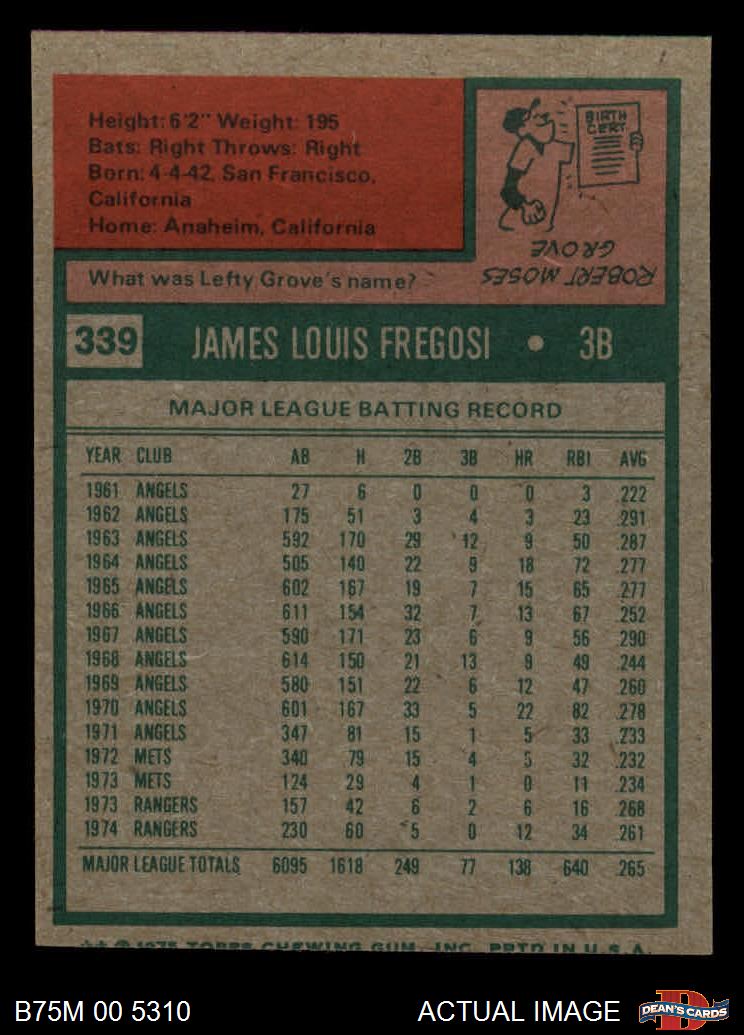 Height: 6'2" Weight: 195
Bats: Right Throws: Right
Born: 4-4-42, San Francisco,
California
Home: Anaheim, California
BIRTH
CERT
ROBERT MOSES
GROVE
What was Lefty Grove's name?
339 JAMES LOUIS FREGOSI • 3B
MAJOR LEAGUE BATTING RECORD
YEAR CLUB AB H 2B 3B HR RBI AVG
1961 ANGELS 27 6 0 0 0 3 .222
1962 ANGELS 175 51 3 4 3 23 .291
1963 ANGELS 592 170 29 12 9 50 .287
1964 ANGELS 505 140 22 9 18 72 .277
1965 ANGELS 602 167 19 7 15 65 .277
1966 ANGELS 611 154 32 7 13 67 .252
1967 ANGELS 590 171 23 6 9 56 .290
1968 ANGELS 614 150 21 13 9 49 .244
1969 ANGELS 580 151 22 6 12 47 .260
1970 ANGELS 601 167 33 5 22 82 .278
1971 ANGELS 347 81 15 1 5 33 .233
1972 METS 340 79 15 4 5 32 .232
1973 METS 124 29 4 1 0 11 .234
1973 RANGERS 157 42 6 2 6 16 .268
1974 RANGERS 230 60 5 0 12 34 .261
MAJOR LEAGUE TOTALS 6095 1618 249 77 138 640 .265
** © 1975 TOPPS CHEWING GUM, INC. PRTD IN U.S.A.
B75M 00 5310 ACTUAL IMAGE DEAN'S CARDS